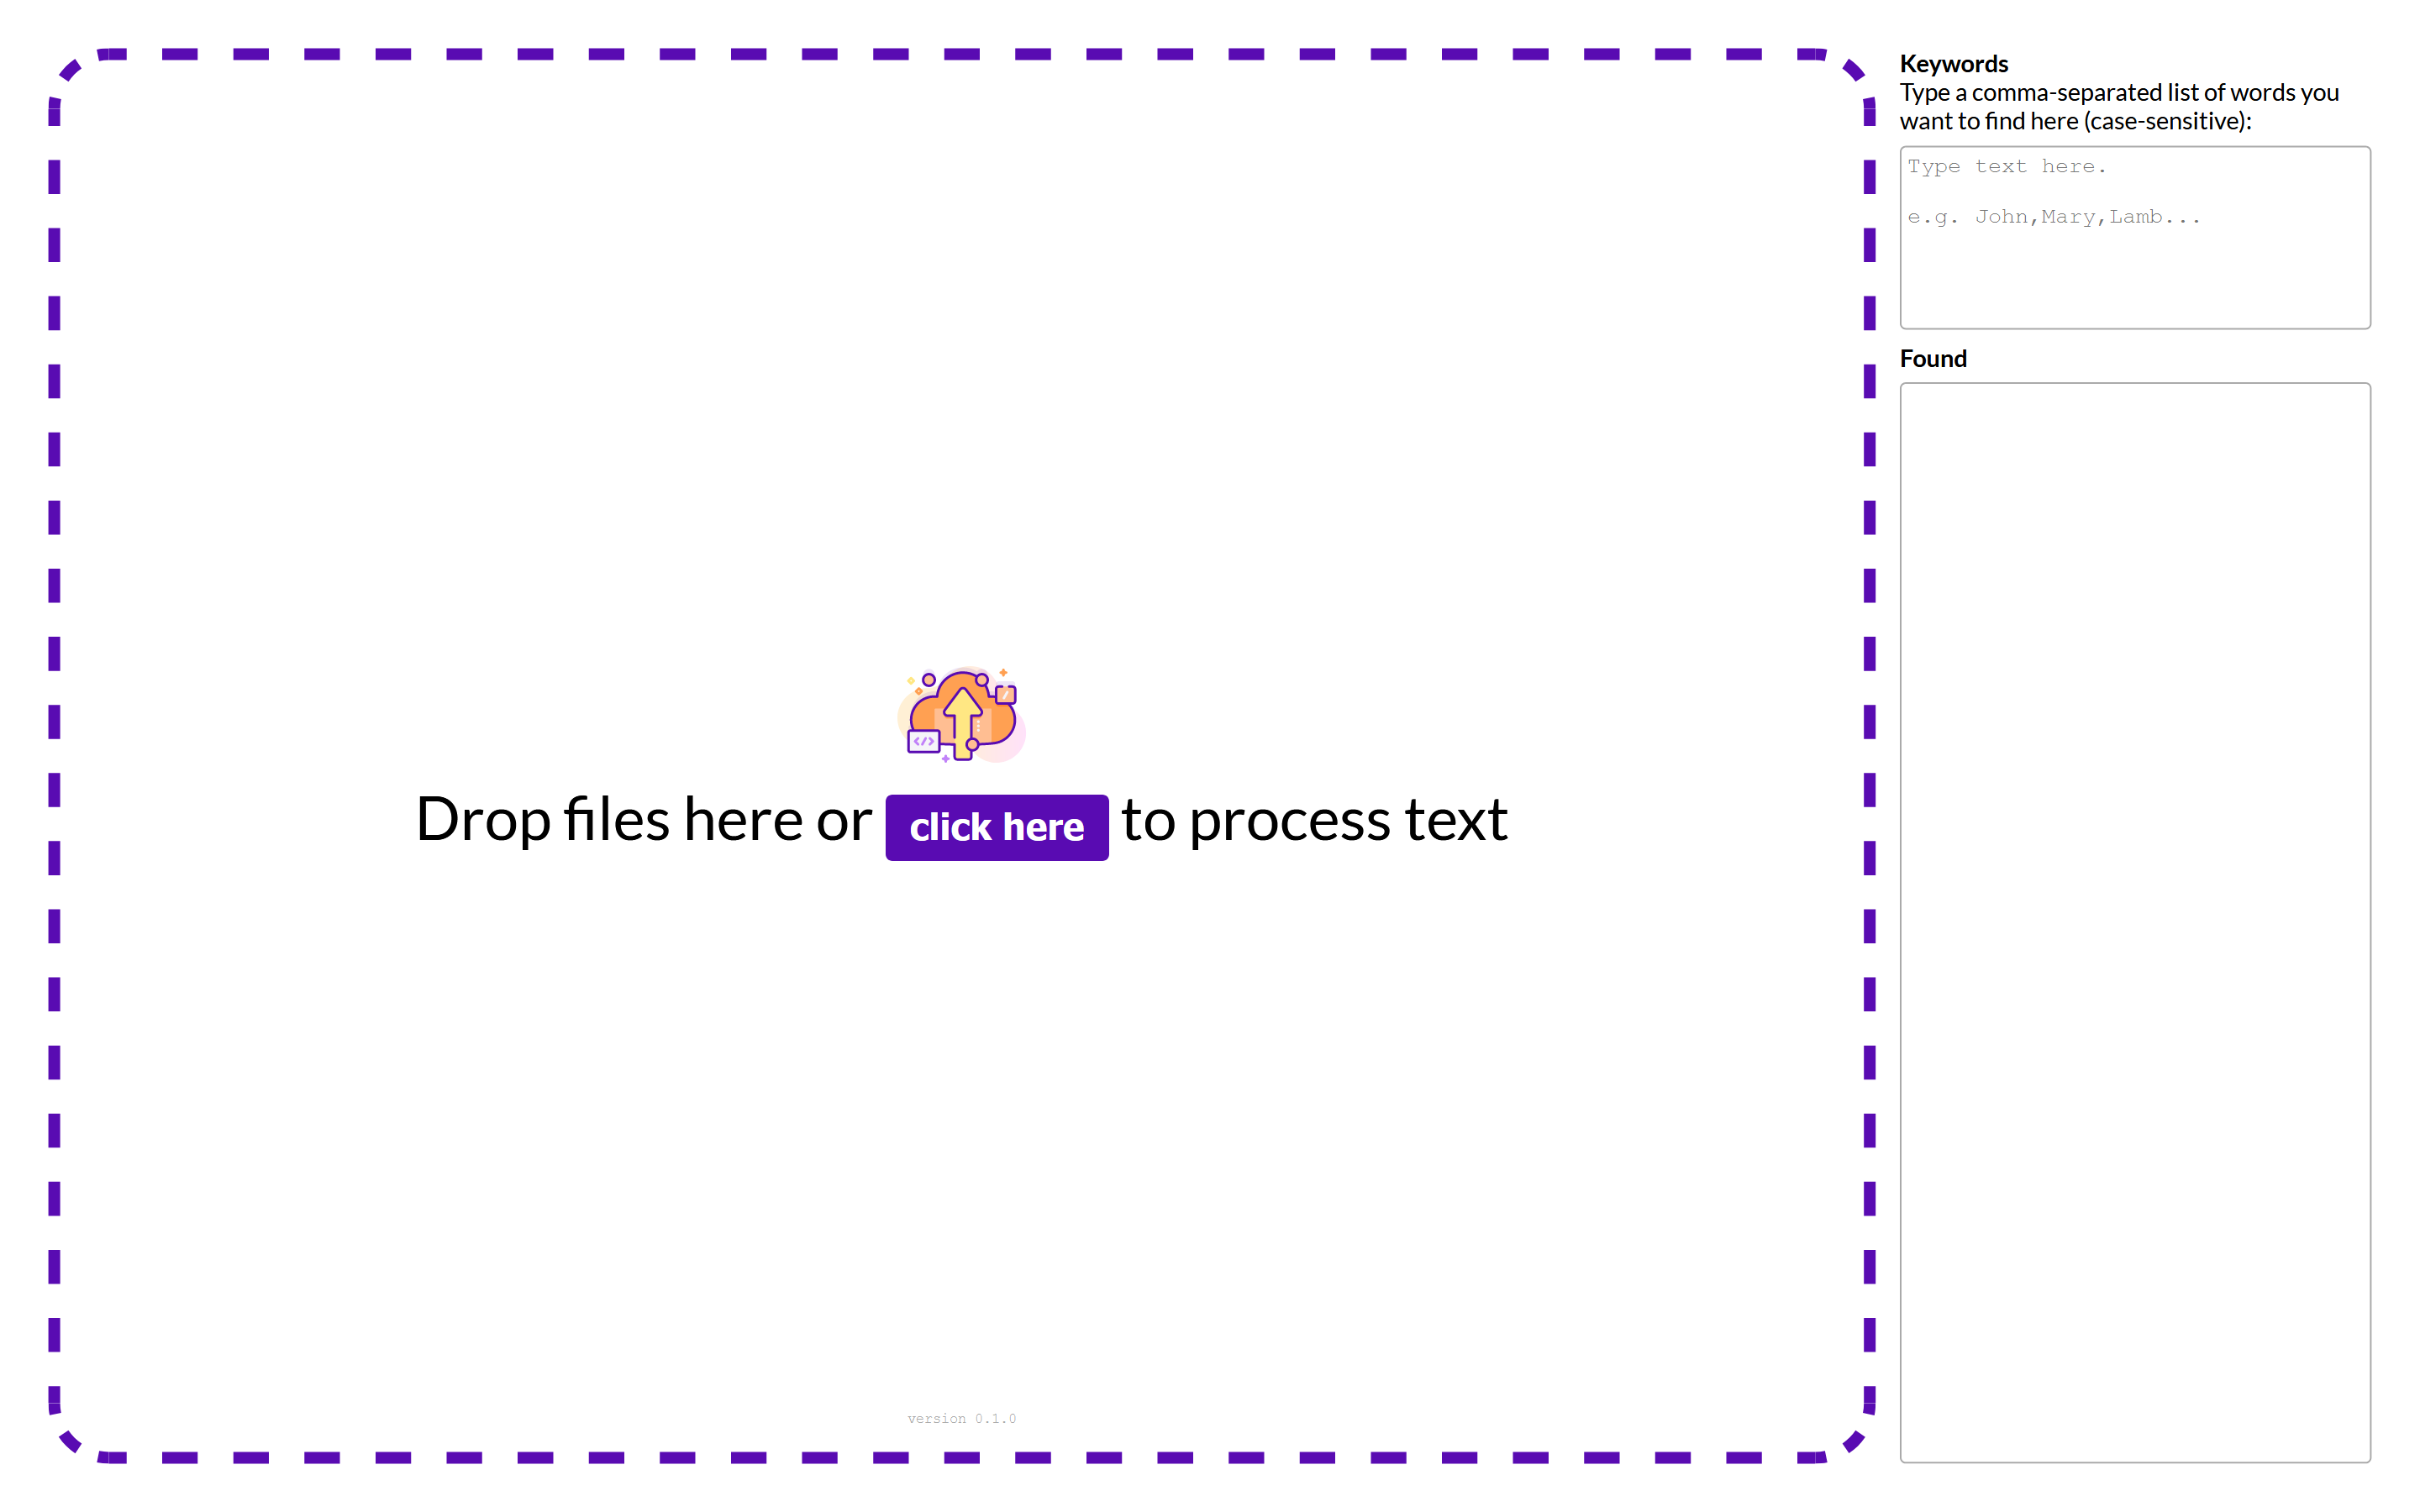 Keywords
Type a comma-separated list of words you
want to find here (case-sensitive):
Type text here.
e.g. John,Mary,Lamb...
Found
</>
Drop files here or click here to process text
version 0.1.0